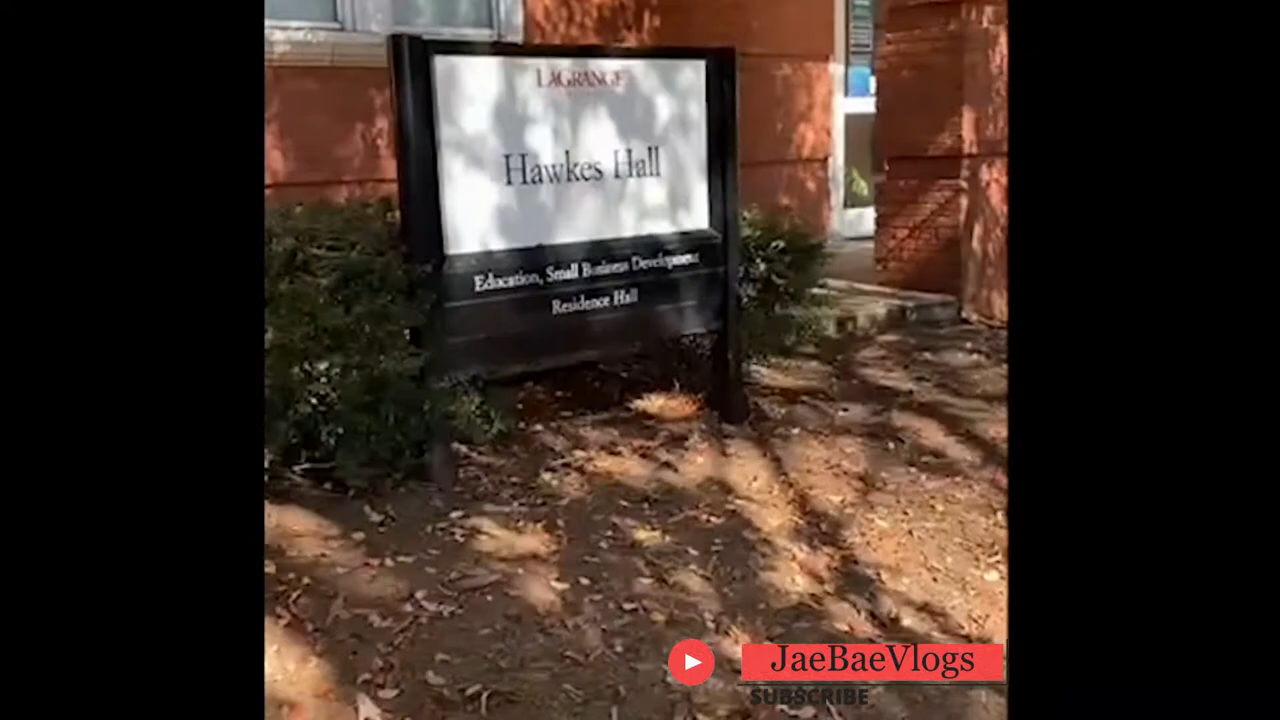 LAGRANGE
Hawkes Hall
Education, Small Business Development
Residence Hall
JaeBaeVlogs
SUBSCRIBE